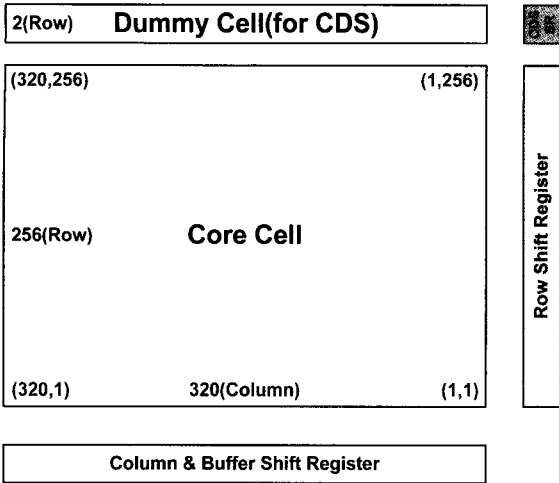 2(Row) Dummy Cell(for CDS)
(320,256) (1,256)
256(Row) Core Cell
Row Shift Register
(320,1) 320(Column) (1,1)
Column & Buffer Shift Register